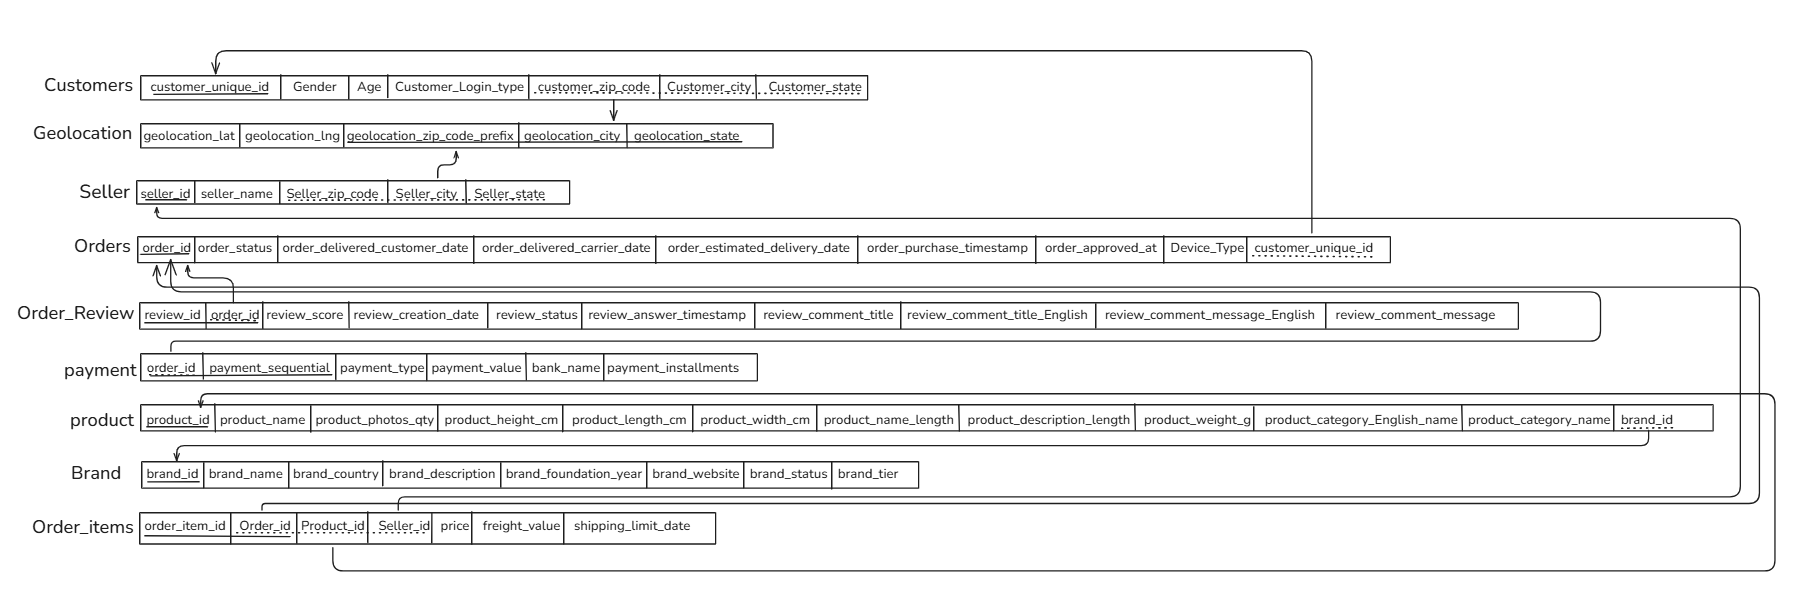 Customers customer_unique_id Gender Age Customer_Login_type customer_zip_code Customer_city Customer_state
Geolocation geolocation_lat geolocation_lng geolocation_zip_code_prefix geolocation_city geolocation_state
Seller seller_id seller_name Seller_zip_code Seller_city Seller_state
Orders order_id order_status order_delivered_customer_date order_delivered_carrier_date order_estimated_delivery_date order_purchase_timestamp order_approved_at Device_Type customer_unique_id
Order_Review review_id order_id review_score review_creation_date review_status review_answer_timestamp review_comment_title review_comment_title_English review_comment_message_English review_comment_message
payment order_id payment_sequential payment_type payment_value bank_name payment_installments
product product_id product_name product_photos_qty product_height_cm product_length_cm product_width_cm product_name_length product_description_length product_weight_g product_category_English_name product_category_name brand_id
Brand brand_id brand_name brand_country brand_description brand_foundation_year brand_website brand_status brand_tier
Order_items order_item_id Order_id Product_id Seller_id price freight_value shipping_limit_date